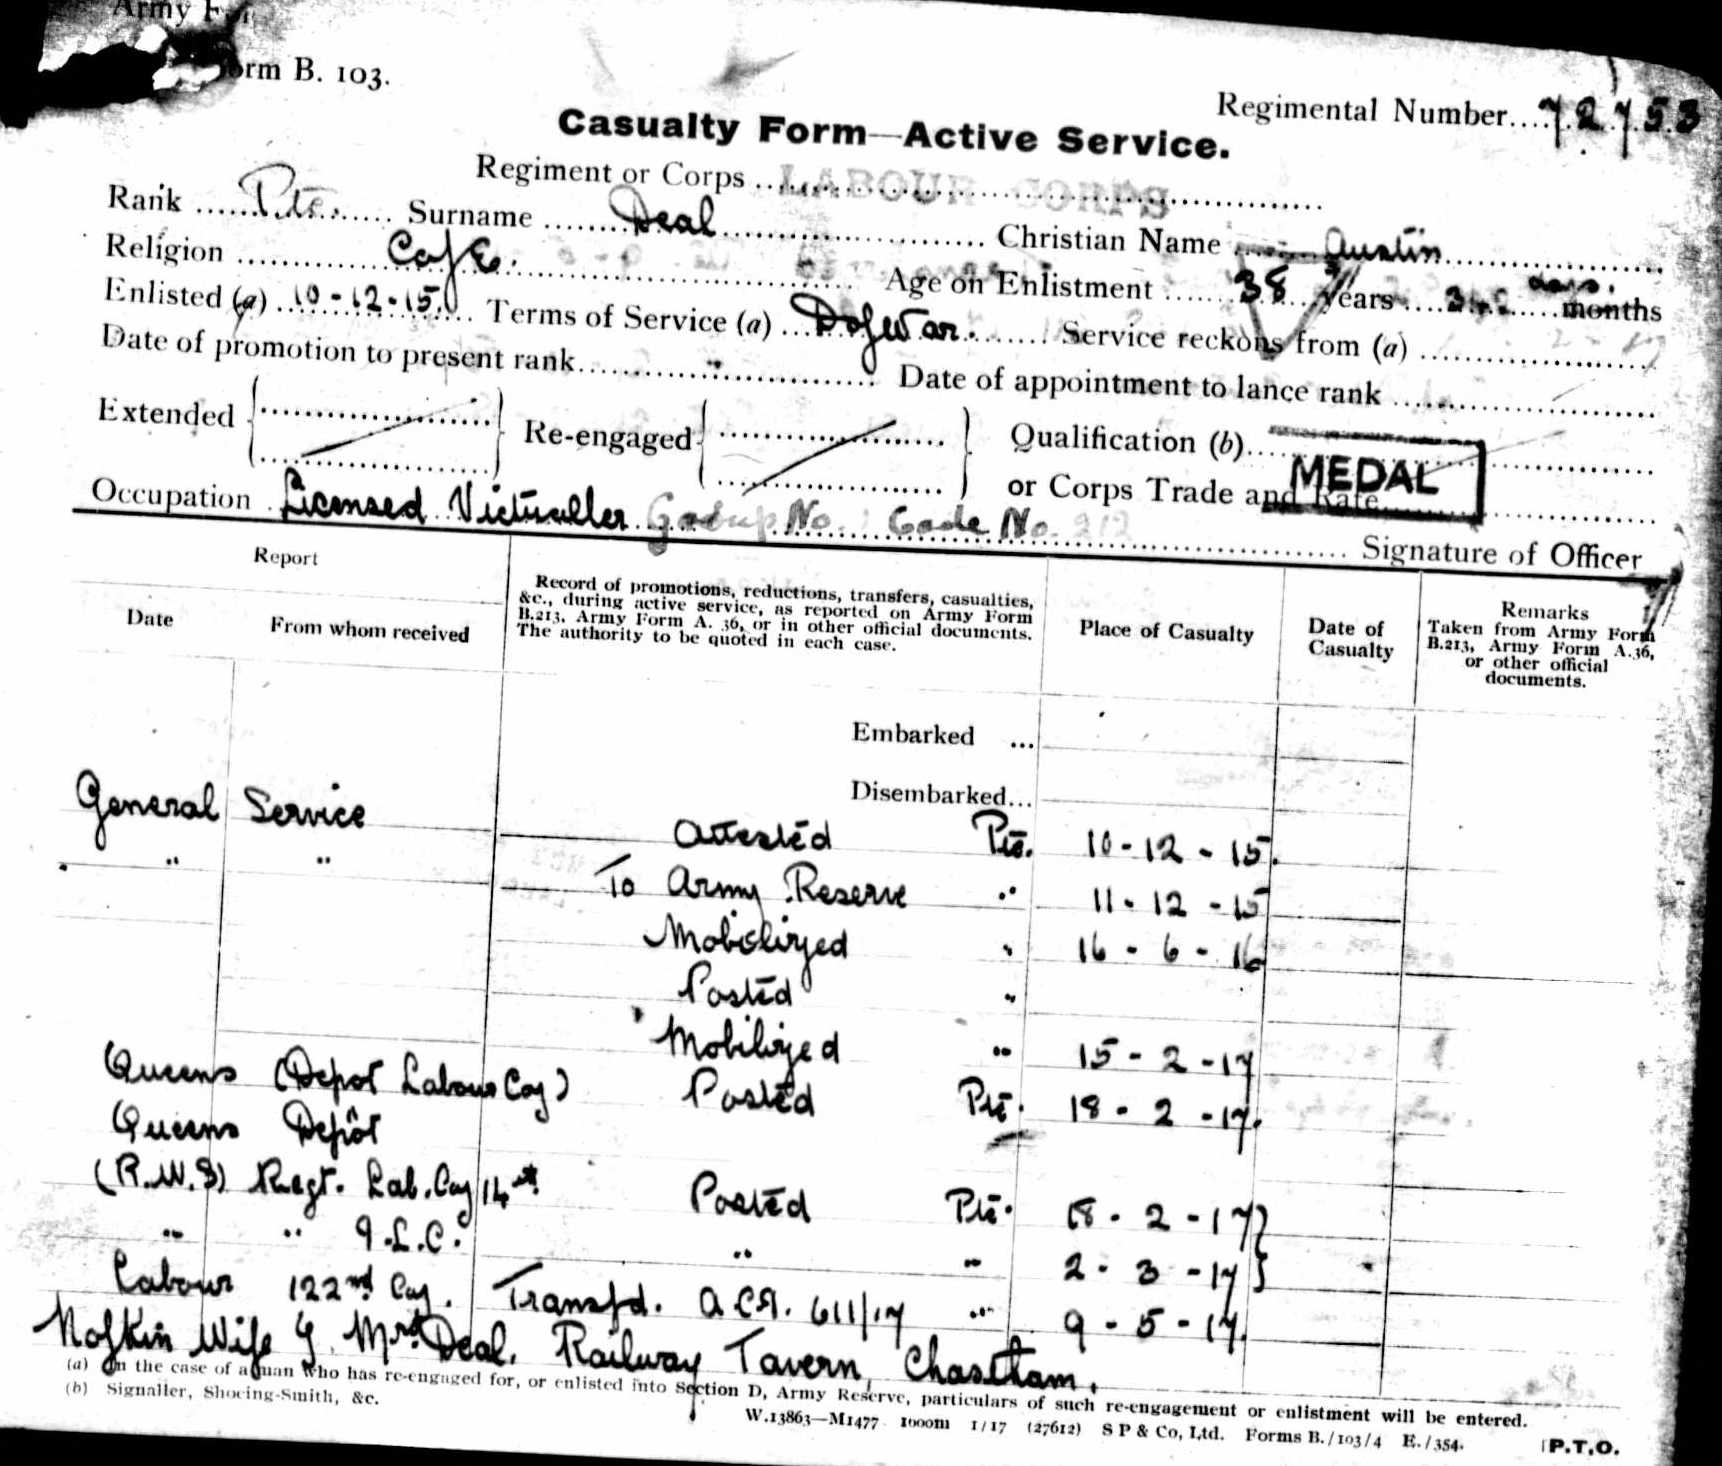 Army
orm B. 103.
Regimental Number....72753
Casualty Form—Active Service.
Regiment or Corps LABOUR CORPS
Rank Pte. Surname Deal Christian Name Austin
Religion C of E. Age on Enlistment 38 years 3 days. months
Enlisted (a) 10-12-15. Terms of Service (a) D of War. Service reckons from (a)
Date of promotion to present rank Date of appointment to lance rank
Extended Re-engaged Qualification (b)
MEDAL
or Corps Trade and Rate
Occupation Licensed Victualler Group No. Code No. 212
Signature of Officer
Report
Date From whom received
Record of promotions, reductions, transfers, casualties,
&c., during active service, as reported on Army Form
B.213, Army Form A. 36, or in other official documents.
The authority to be quoted in each case.
Place of Casualty
Date of
Casualty
Remarks
Taken from Army Form
B.213, Army Form A.36,
or other official
documents.
Embarked ...
Disembarked...
General Service Attested Pte. 10-12-15.
" " To Army Reserve " 11-12-15
Mobilizyed " 16-6-16
Posted "
Mobilized " 15-2-17
Queens (Depot Labour Coy) Posted Pte. 18-2-17.
Queens Depôt
(R.W.S) Regt. Lab. Coy 14th Posted Pte. 18-2-17 }
" " I.L.C. " " 2-3-17 }
Labour 122nd Coy. Transfd. A.C.I. 611/17 " 9-5-17.
N of Kin Wife Mrs Deal, Railway Tavern,
(a) In the case of a man who has re-engaged for, or enlisted into Section D, Army Reserve, particulars of such re-engagement or enlistment will be entered.
(b) Signaller, Shoeing-Smith, &c.
W.13863—M1477 1000m 1/17 (27612) S P & Co, Ltd. Forms B./103/4 E./354.
P.T.O.